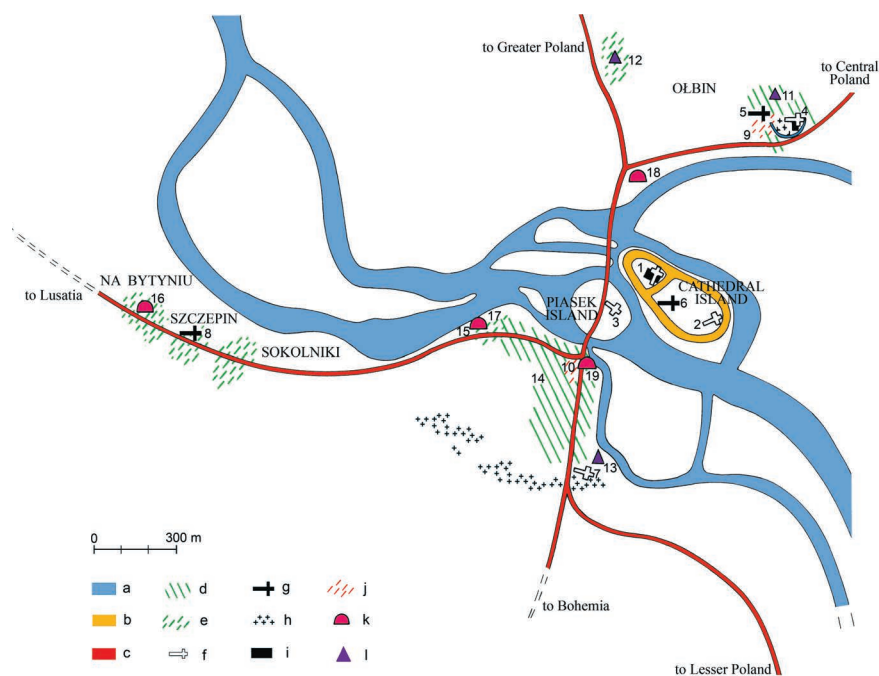 to Greater Poland
12
to Central
Poland
OŁBIN
11
5
4
9
18
NA BYTYNIU
to Lusatia
16
SZCZEPIN
8
SOKOLNIKI
17
15
PIASEK
ISLAND
3
1
CATHEDRAL
ISLAND
6
2
10
19
14
13
7
0 300 m
a d g j
b e h k
c f i l
to Bohemia
to Lesser Poland